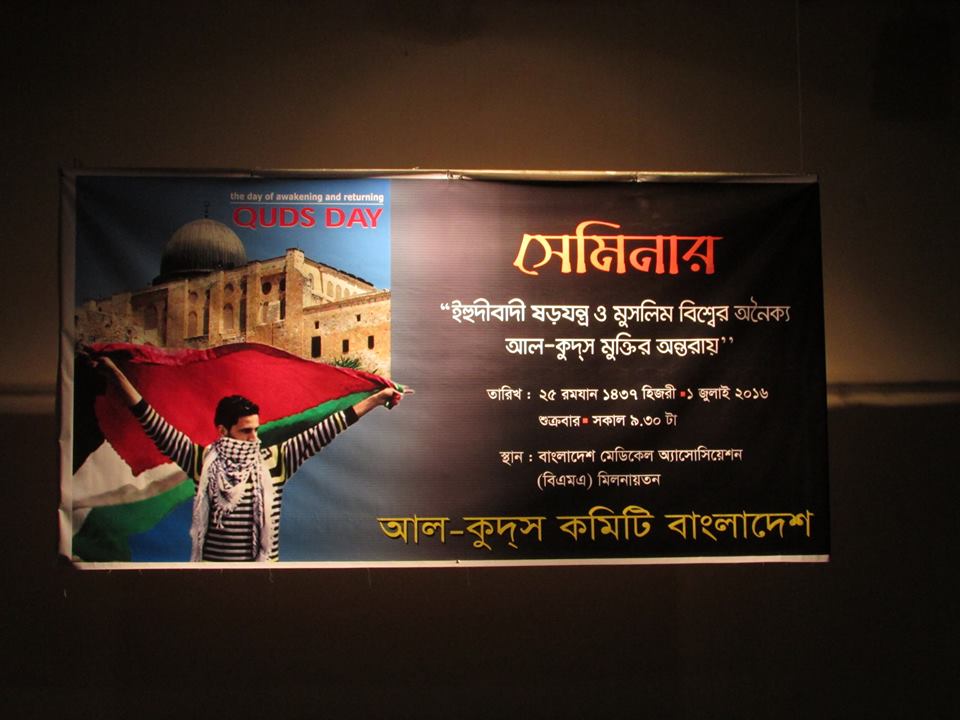 the day of awakening and returning
QUDS DAY
সেমিনার
“ইহুদীবাদী ষড়যন্ত্র ও মুসলিম বিশ্বের অনৈক্য
আল-কুদ্‌স মুক্তির অন্তরায়’’
তারিখ : ২৫ রমযান ১৪৩৭ হিজরী ▪১ জুলাই ২০১৬
শুক্রবার▪ সকাল ৯.৩০ টা
স্থান : বাংলাদেশ মেডিকেল অ্যাসোসিয়েশন
(বিএমএ) মিলনায়তন
আল-কুদ্‌স কমিটি বাংলাদেশ